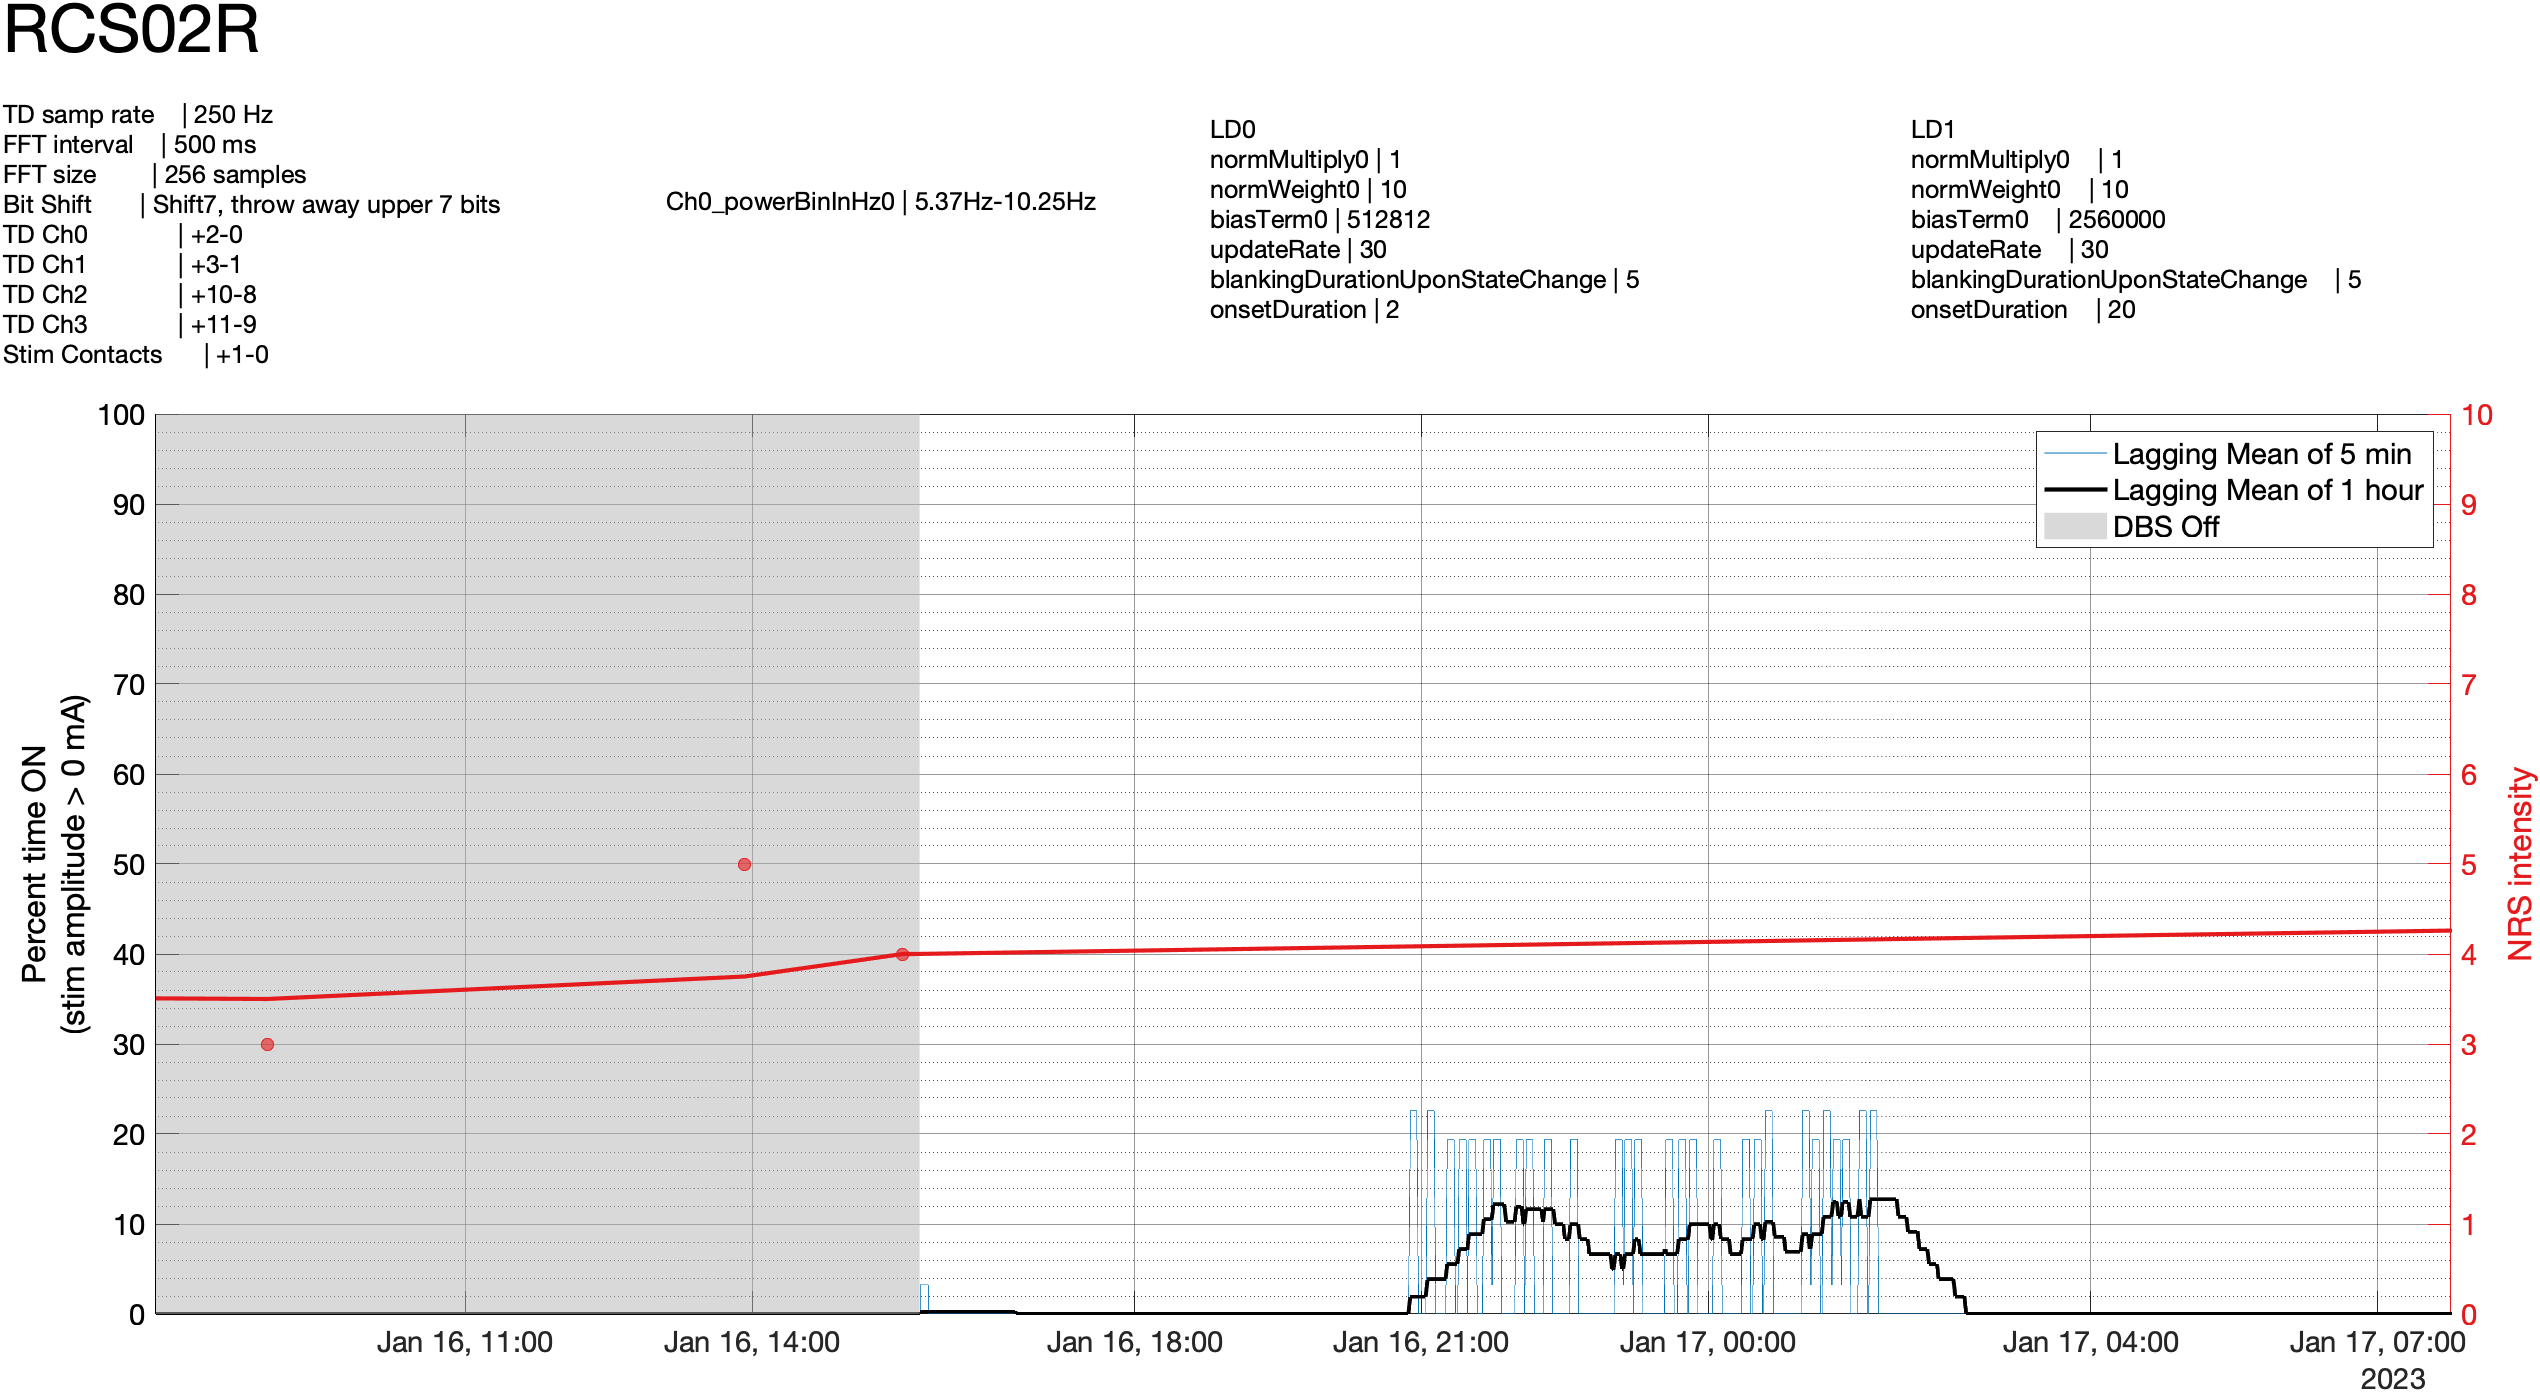 RCS02R
TD samp rate | 250 Hz
FFT interval | 500 ms
FFT size | 256 samples
Bit Shift | Shift7, throw away upper 7 bits
TD Ch0 | +2-0
TD Ch1 | +3-1
TD Ch2 | +10-8
TD Ch3 | +11-9
Stim Contacts | +1-0
Ch0_powerBinInHz0 | 5.37Hz-10.25Hz
LD0
normMultiply0 | 1
normWeight0 | 10
biasTerm0 | 512812
updateRate | 30
blankingDurationUponStateChange | 5
onsetDuration | 2
LD1
normMultiply0 | 1
normWeight0 | 10
biasTerm0 | 2560000
updateRate | 30
blankingDurationUponStateChange | 5
onsetDuration | 20
Percent time ON
(stim amplitude > 0 mA)
100
90
80
70
60
50
40
30
20
10
0
Lagging Mean of 5 min
Lagging Mean of 1 hour
DBS Off
10
9
8
7
6
5
4
3
2
1
0
NRS intensity
Jan 16, 11:00
Jan 16, 14:00
Jan 16, 18:00
Jan 16, 21:00
Jan 17, 00:00
Jan 17, 04:00
Jan 17, 07:00
2023